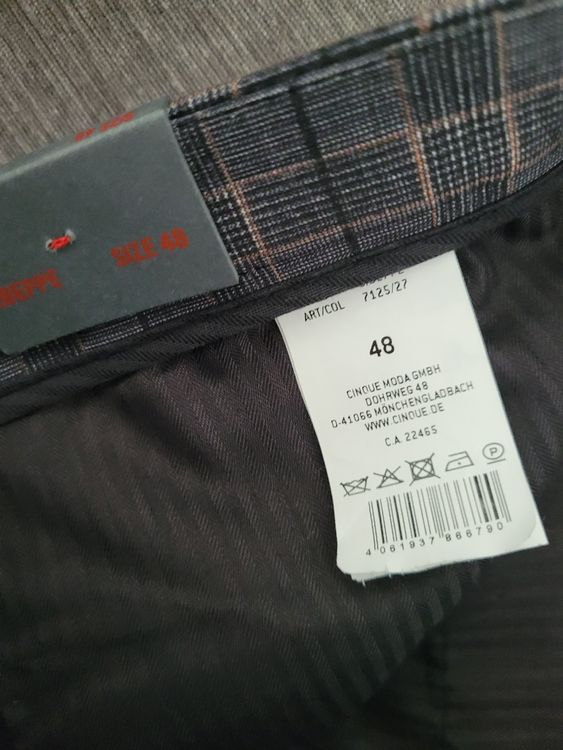 SIZE 48
ART/COL 7125/27
48
CINQUE MODA GMBH
DOHRWEG 48
D-41066 MÖNCHENGLADBACH
WWW.CINQUE.DE
C.A. 22465
P
4 061937 866790